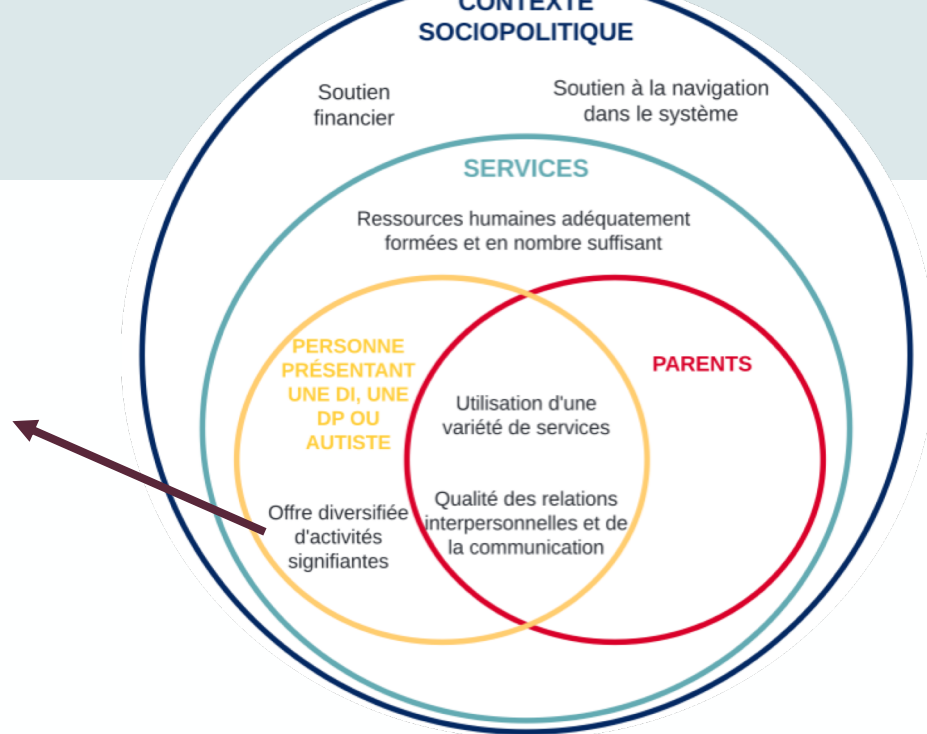 CONTEXTE
SOCIOPOLITIQUE
Soutien
financier
Soutien à la navigation
dans le système
SERVICES
Ressources humaines adéquatement
formées et en nombre suffisant
PERSONNE
PRÉSENTANT
UNE DI, UNE
DP OU
AUTISTE
PARENTS
Utilisation d'une
variété de services
Offre diversifiée
d'activités
signifiantes
Qualité des relations
interpersonnelles et de
la communication